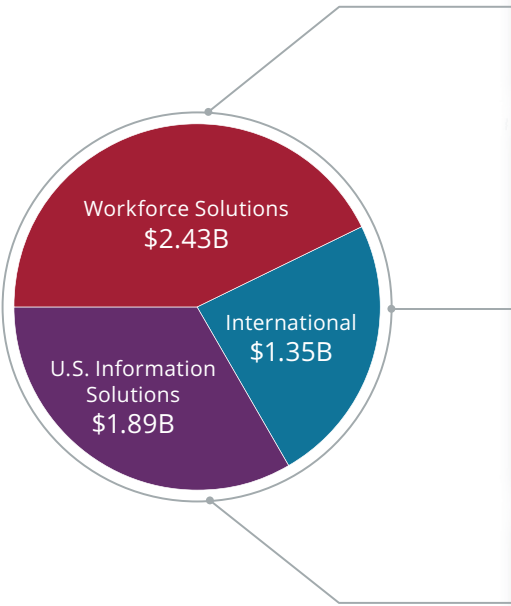 Workforce Solutions
$2.43B
International
$1.35B
U.S. Information
Solutions
$1.89B